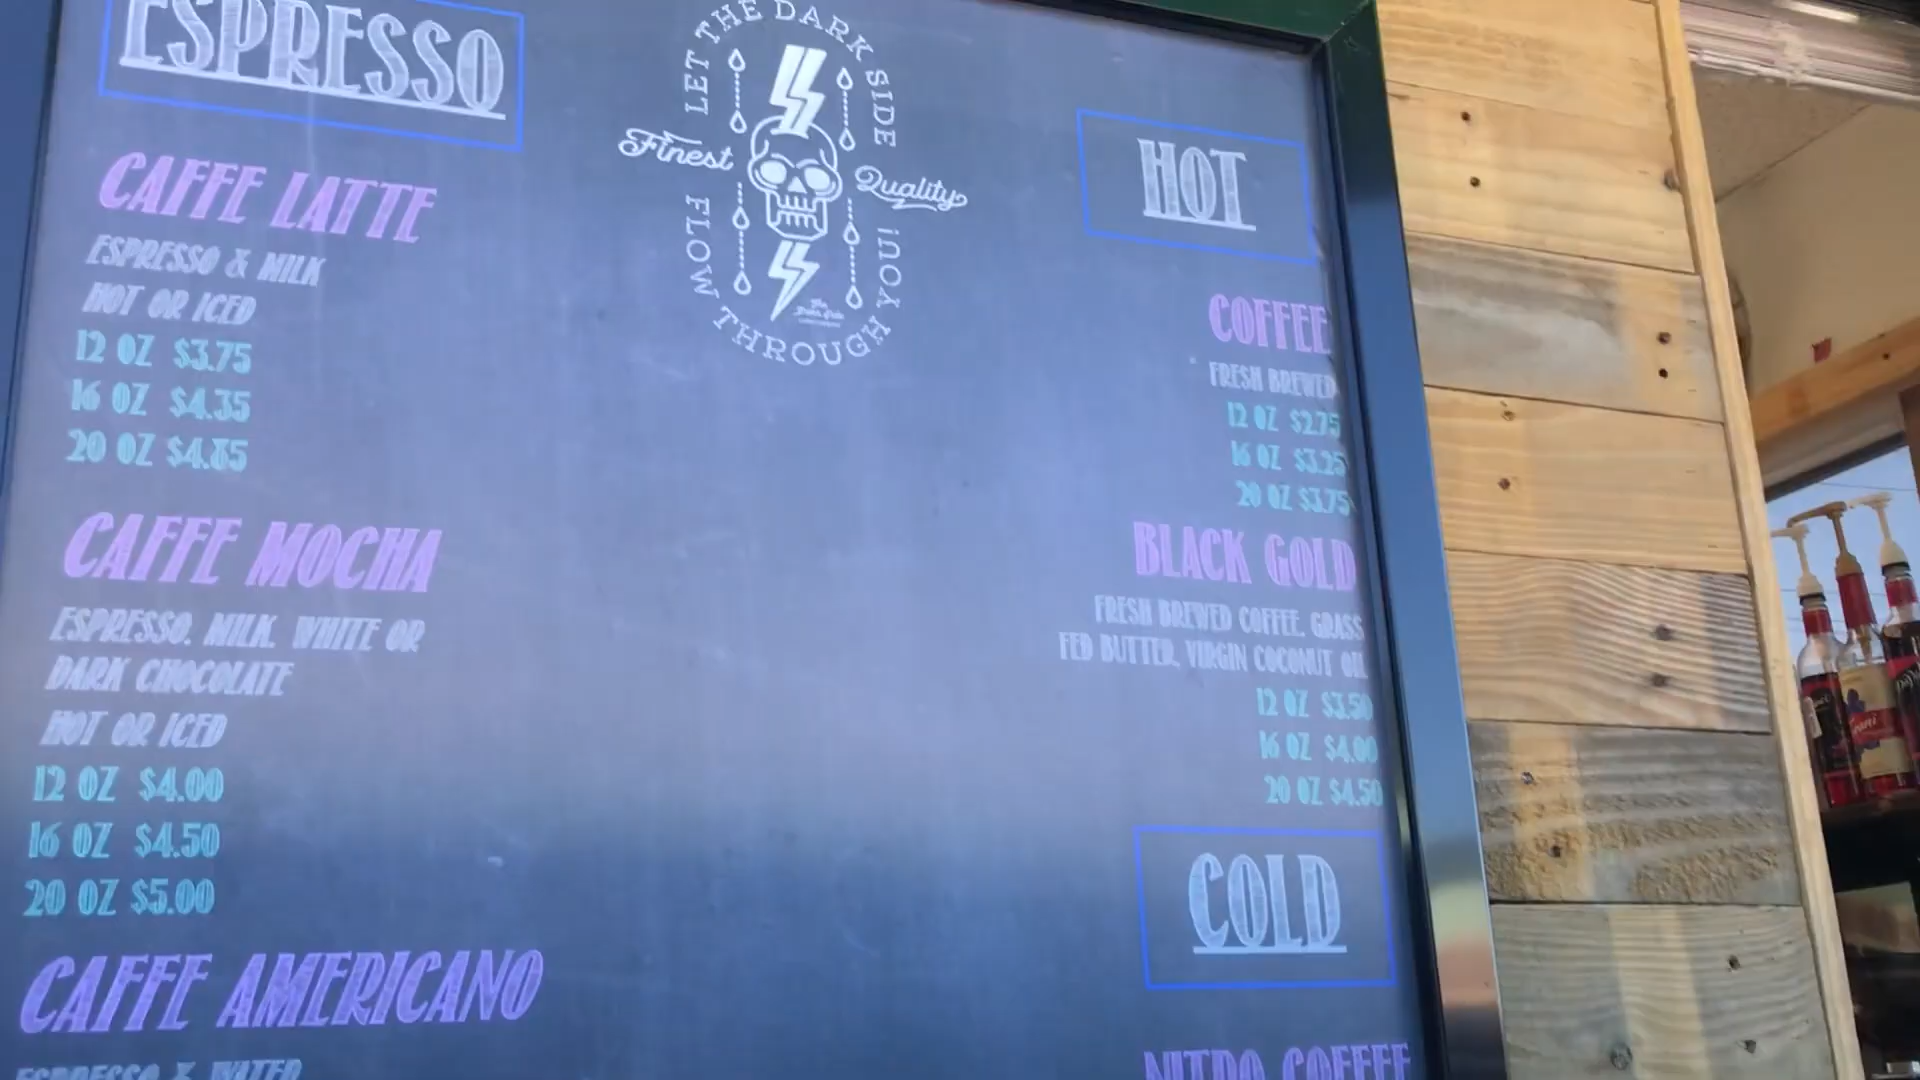 ESPRESSO
CAFFE LATTE
ESPRESSO & MILK
HOT OR ICED
12 OZ $3.75
16 OZ $4.35
20 OZ $4.85
CAFFE MOCHA
ESPRESSO, MILK, WHITE OR
DARK CHOCOLATE
HOT OR ICED
12 OZ $4.00
16 OZ $4.50
20 OZ $5.00
CAFFE AMERICANO
ESPRESSO & WATER
LET THE DARK SIDE
Finest Quality
FLOW THROUGH YOU!
HOT
COFFEE
FRESH BREWED
12 OZ $2.75
16 OZ $3.25
20 OZ $3.75
BLACK GOLD
FRESH BREWED COFFEE, GRASS
FED BUTTER, VIRGIN COCONUT OIL
12 OZ $3.50
16 OZ $4.00
20 OZ $4.50
COLD
NITRO COFFEE